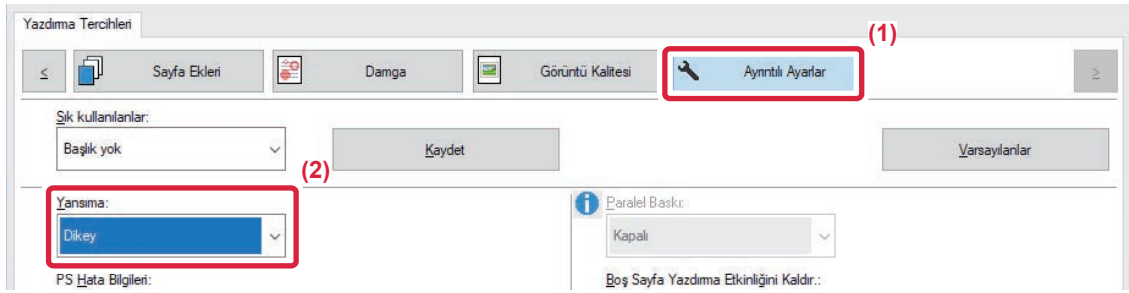 Yazdırma Tercihleri
(1)
≤ Sayfa Ekleri Damga Görüntü Kalitesi Ayrıntılı Ayarlar ≥
Sık kullanılanlar:
Başlık yok Kaydet Varsayılanlar
(2)
Yansıma: Paralel Baskı:
Dikey Kapalı
PS Hata Bilgileri: Boş Sayfa Yazdırma Etkinliğini Kaldır.: